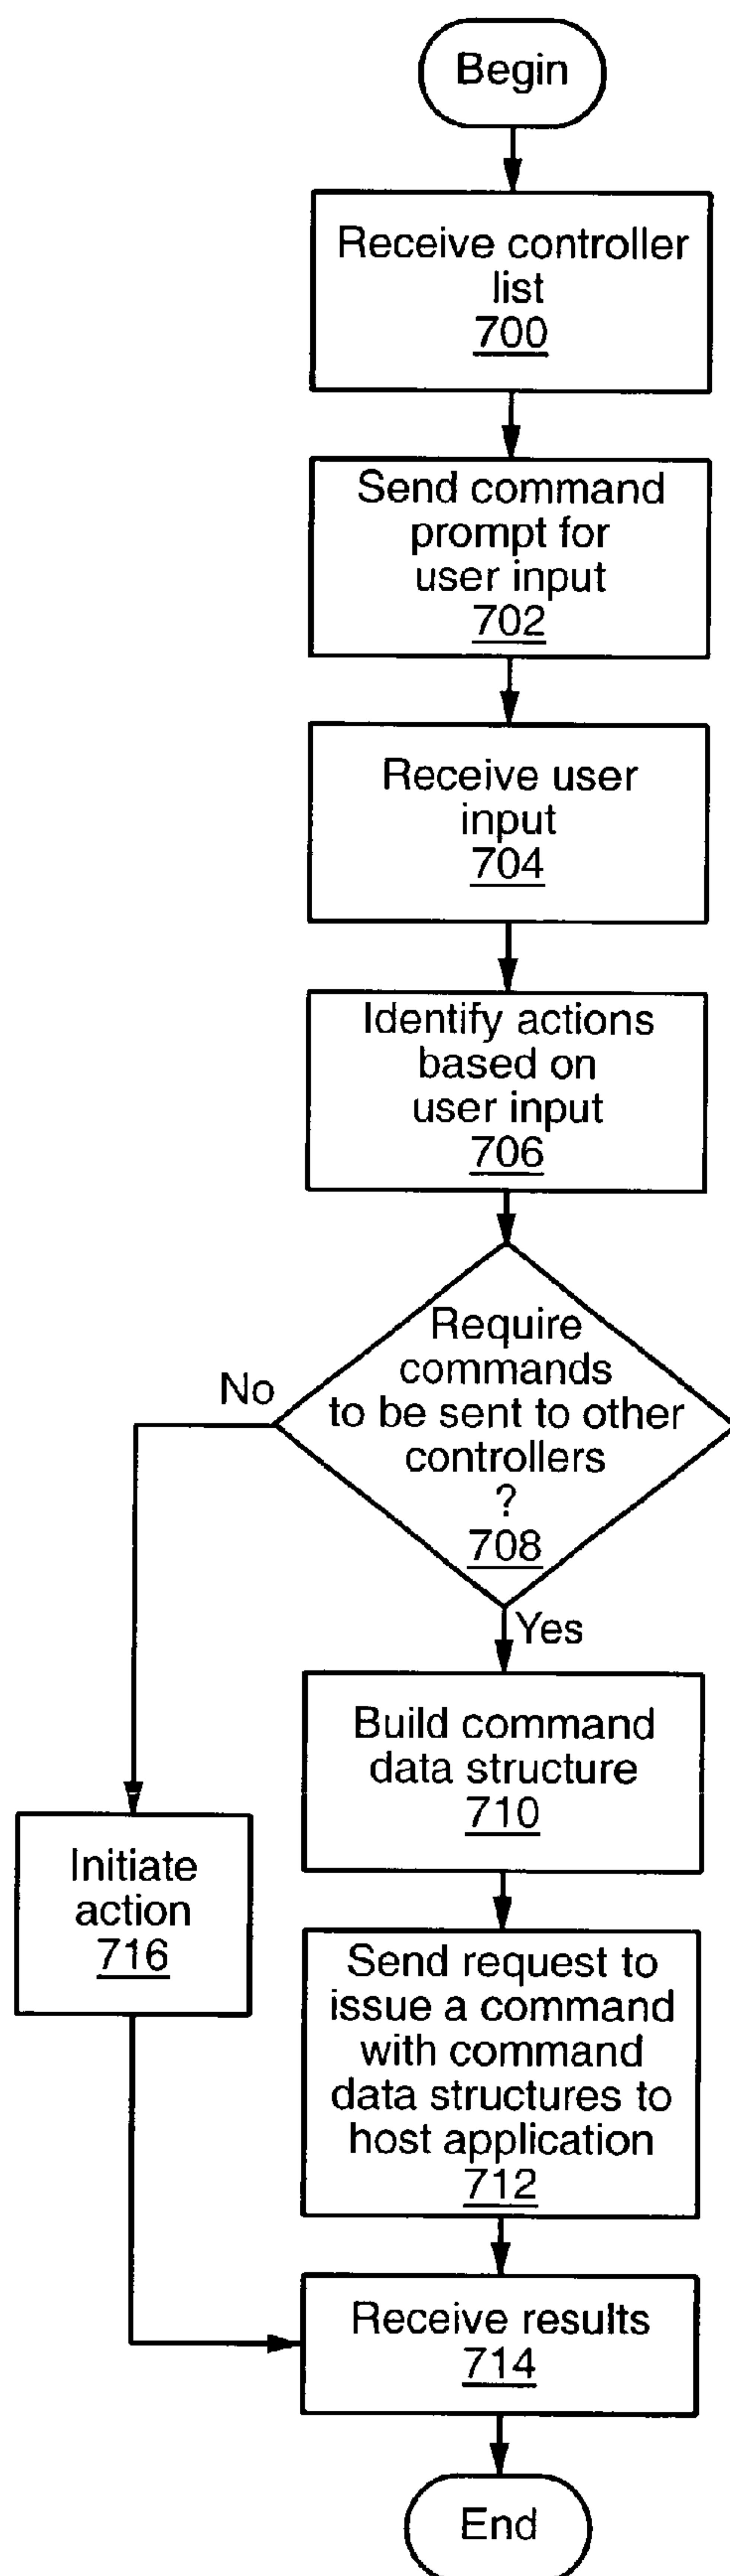 Begin
Receive controller
list
700
Send command
prompt for
user input
702
Receive user
input
704
Identify actions
based on
user input
706
Require
commands
to be sent to other
controllers
?
708
No
Yes
Build command
data structure
710
Initiate
action
716
Send request to
issue a command
with command
data structures to
host application
712
Receive results
714
End